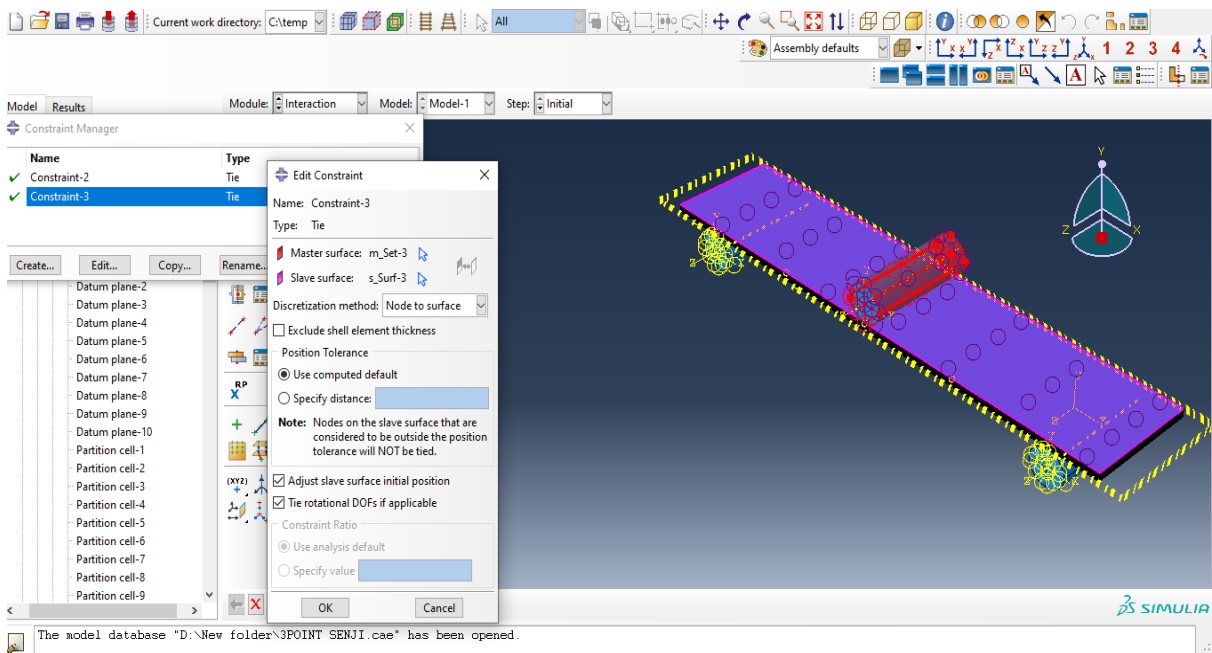 Current work directory: C:\temp
All
Assembly defaults
1 2 3 4
Model Results
Module: Interaction Model: Model-1 Step: Initial
Constraint Manager
Name Type
Constraint-2 Tie
Constraint-3 Tie
Create... Edit... Copy... Rename...
Datum plane-2
Datum plane-3
Datum plane-4
Datum plane-5
Datum plane-6
Datum plane-7
Datum plane-8
Datum plane-9
Datum plane-10
Partition cell-1
Partition cell-2
Partition cell-3
Partition cell-4
Partition cell-5
Partition cell-6
Partition cell-7
Partition cell-8
Partition cell-9
RP
(XYZ)
Edit Constraint
Name: Constraint-3
Type: Tie
Master surface: m_Set-3
Slave surface: s_Surf-3
Discretization method: Node to surface
Exclude shell element thickness
Position Tolerance
Use computed default
Specify distance:
Note: Nodes on the slave surface that are
considered to be outside the position
tolerance will NOT be tied.
Adjust slave surface initial position
Tie rotational DOFs if applicable
Constraint Ratio
Use analysis default
Specify value
OK Cancel
Y
Z X
SIMULIA
The model database "D:\New folder\3POINT SENJI.cae" has been opened.